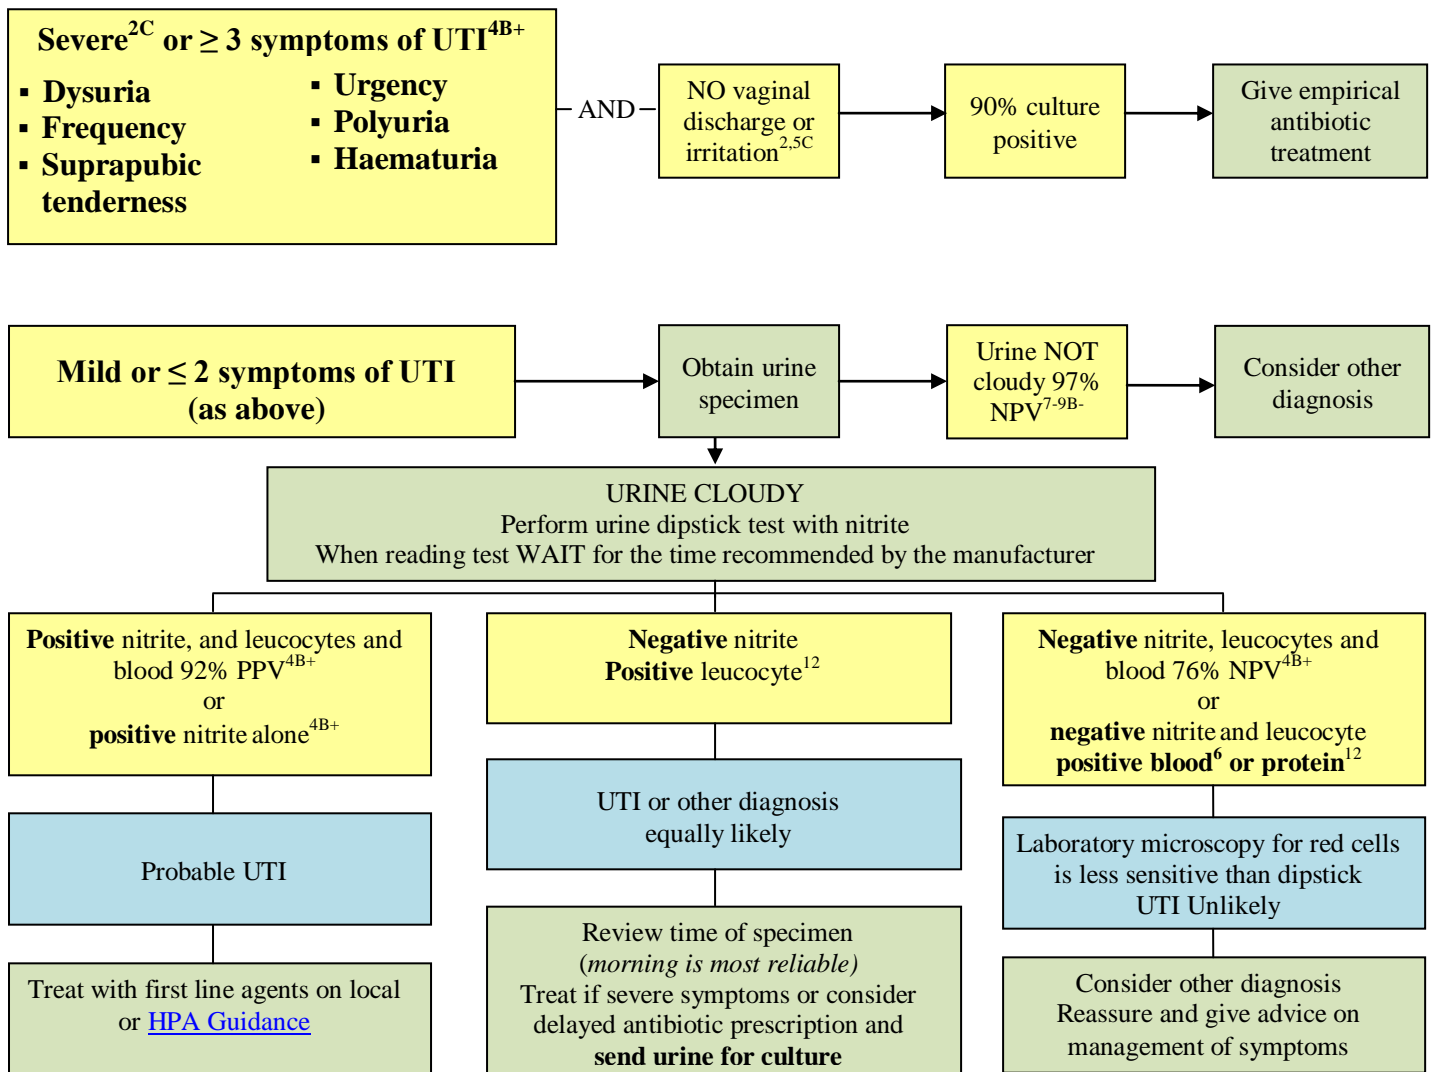 Severe2C or ≥ 3 symptoms of UTI4B+
▪ Dysuria
▪ Frequency
▪ Suprapubic
tenderness
▪ Urgency
▪ Polyuria
▪ Haematuria
AND
NO vaginal
discharge or
irritation2,5C
90% culture
positive
Give empirical
antibiotic
treatment
Mild or ≤ 2 symptoms of UTI
(as above)
Obtain urine
specimen
Urine NOT
cloudy 97%
NPV7-9B-
Consider other
diagnosis
URINE CLOUDY
Perform urine dipstick test with nitrite
When reading test WAIT for the time recommended by the manufacturer
Positive nitrite, and leucocytes and
blood 92% PPV4B+
or
positive nitrite alone4B+
Negative nitrite
Positive leucocyte12
Negative nitrite, leucocytes and
blood 76% NPV4B+
or
negative nitrite and leucocyte
positive blood6 or protein12
Probable UTI
UTI or other diagnosis
equally likely
Laboratory microscopy for red cells
is less sensitive than dipstick
UTI Unlikely
Treat with first line agents on local
or HPA Guidance
Review time of specimen
(morning is most reliable)
Treat if severe symptoms or consider
delayed antibiotic prescription and
send urine for culture
Consider other diagnosis
Reassure and give advice on
management of symptoms